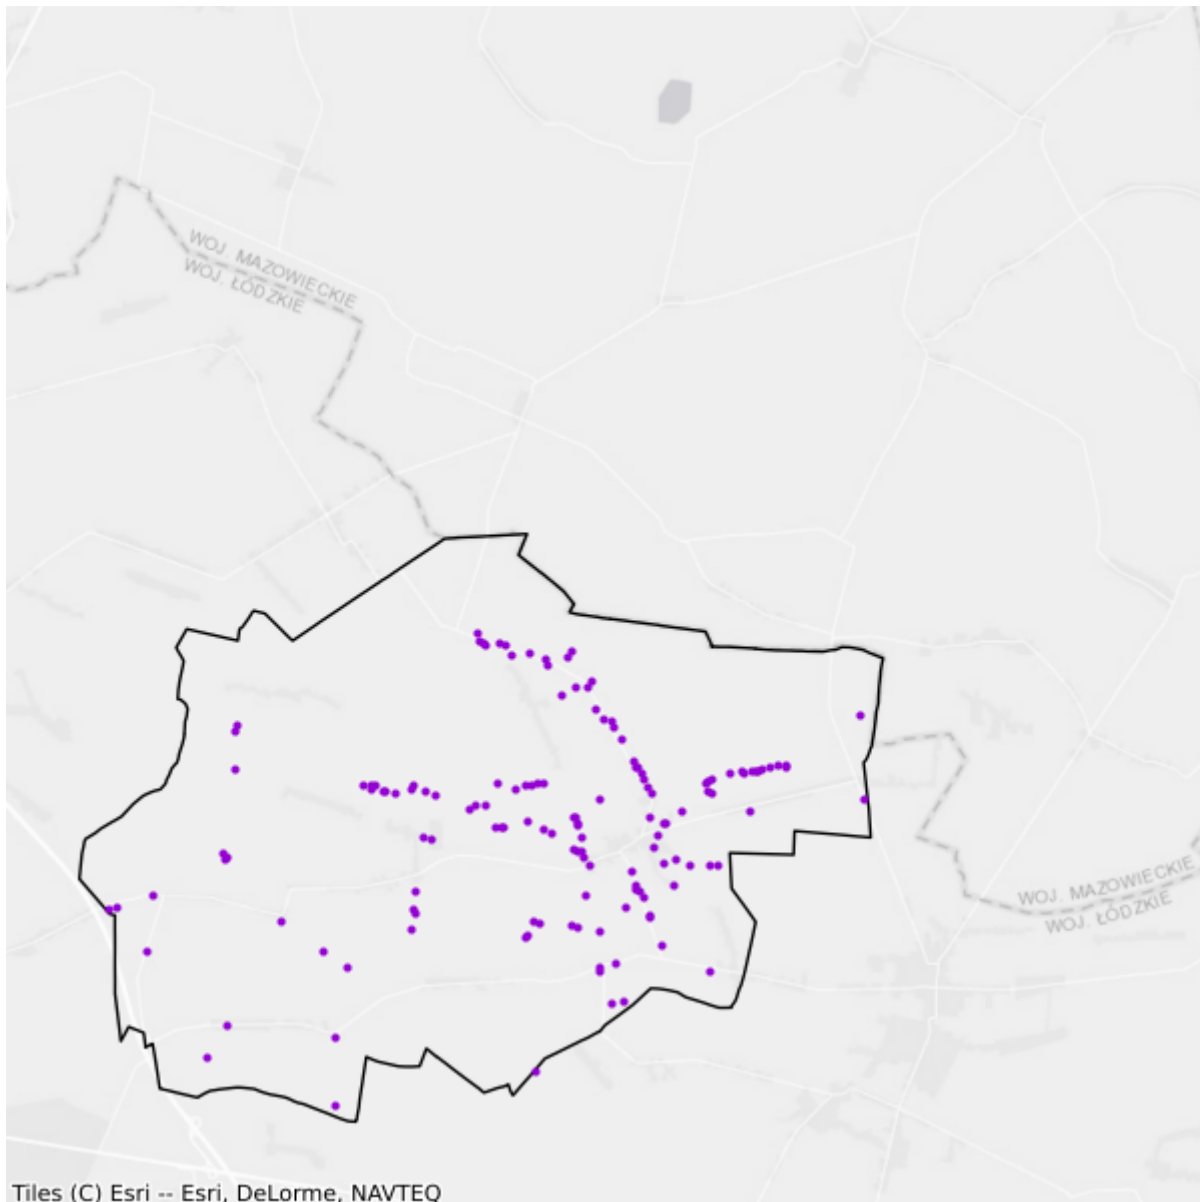 WOJ. MAZOWIECKIE
WOJ. ŁÓDZKIE
WOJ. MAZOWIECKIE
WOJ. ŁÓDZKIE
Tiles (C) Esri -- Esri, DeLorme, NAVTEQ